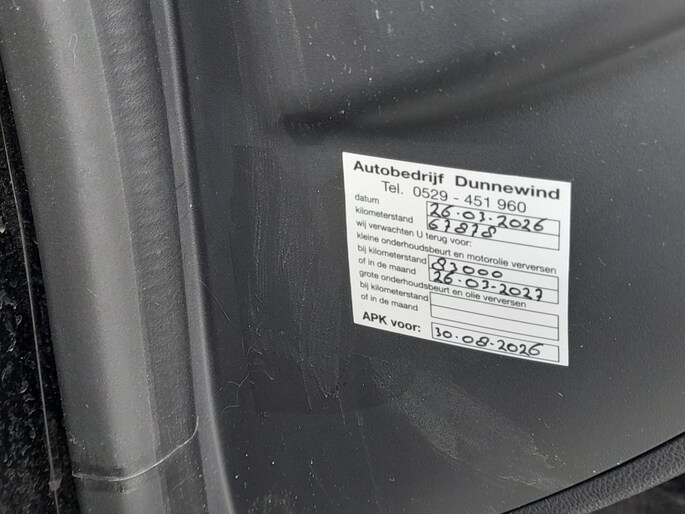 Autobedrijf Dunnewind
Tel. 0529 - 451 960
datum 26-03-2026
kilometerstand 67878
wij verwachten U terug voor:
kleine onderhoudsbeurt en motorolie verversen
bij kilometerstand 83000
of in de maand 26-03-2027
grote onderhoudsbeurt en olie verversen
bij kilometerstand
of in de maand
APK voor: 30-08-2026